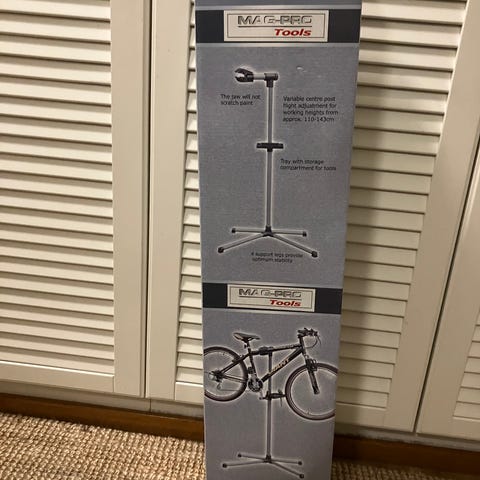 MAG-PRO
Tools
The jaw will not
scratch paint
Variable centre post
hight adjustment for
working heights from
approx. 110-143cm
Tray with storage
compartment for tools
4 support legs provide
optimum stability
MAG-PRO
Tools